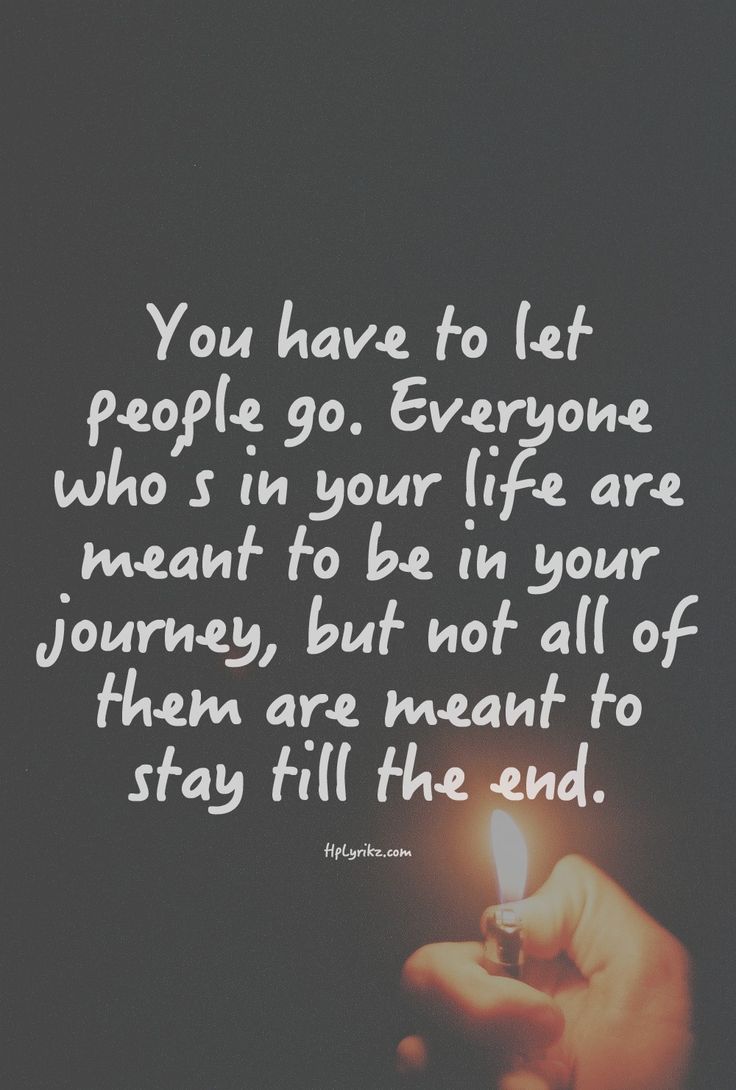 You have to let
people go. Everyone
who's in your life are
meant to be in your
journey, but not all of
them are meant to
stay till the end.
HpLyrikz.com